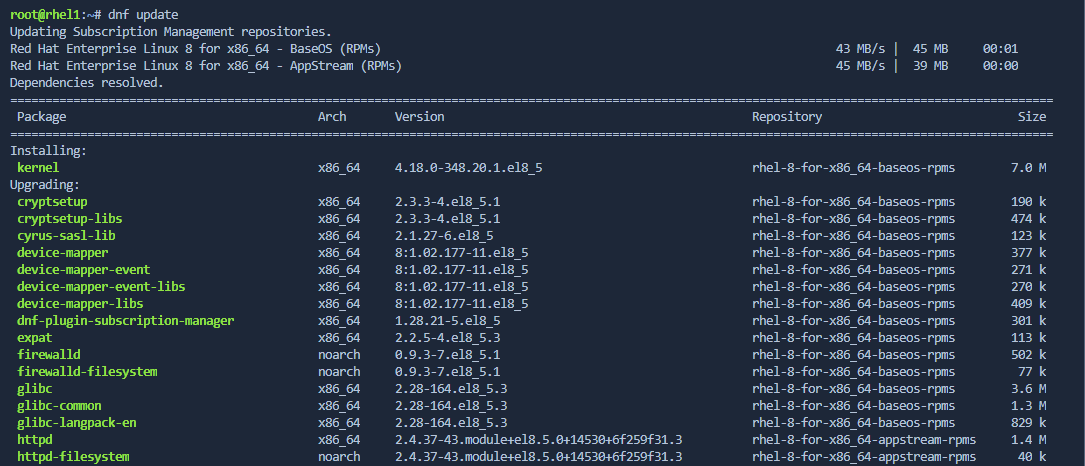 root@rhel1:~# dnf update
Updating Subscription Management repositories.
Red Hat Enterprise Linux 8 for x86_64 - BaseOS (RPMs) 43 MB/s | 45 MB 00:01
Red Hat Enterprise Linux 8 for x86_64 - AppStream (RPMs) 45 MB/s | 39 MB 00:00
Dependencies resolved.
================================================================================
Package Arch Version Repository Size
================================================================================
Installing:
kernel x86_64 4.18.0-348.20.1.el8_5 rhel-8-for-x86_64-baseos-rpms 7.0 M
Upgrading:
cryptsetup x86_64 2.3.3-4.el8_5.1 rhel-8-for-x86_64-baseos-rpms 190 k
cryptsetup-libs x86_64 2.3.3-4.el8_5.1 rhel-8-for-x86_64-baseos-rpms 474 k
cyrus-sasl-lib x86_64 2.1.27-6.el8_5 rhel-8-for-x86_64-baseos-rpms 123 k
device-mapper x86_64 8:1.02.177-11.el8_5 rhel-8-for-x86_64-baseos-rpms 377 k
device-mapper-event x86_64 8:1.02.177-11.el8_5 rhel-8-for-x86_64-baseos-rpms 271 k
device-mapper-event-libs x86_64 8:1.02.177-11.el8_5 rhel-8-for-x86_64-baseos-rpms 270 k
device-mapper-libs x86_64 8:1.02.177-11.el8_5 rhel-8-for-x86_64-baseos-rpms 409 k
dnf-plugin-subscription-manager x86_64 1.28.21-5.el8_5 rhel-8-for-x86_64-baseos-rpms 301 k
expat x86_64 2.2.5-4.el8_5.3 rhel-8-for-x86_64-baseos-rpms 113 k
firewalld noarch 0.9.3-7.el8_5.1 rhel-8-for-x86_64-baseos-rpms 502 k
firewalld-filesystem noarch 0.9.3-7.el8_5.1 rhel-8-for-x86_64-baseos-rpms 77 k
glibc x86_64 2.28-164.el8_5.3 rhel-8-for-x86_64-baseos-rpms 3.6 M
glibc-common x86_64 2.28-164.el8_5.3 rhel-8-for-x86_64-baseos-rpms 1.3 M
glibc-langpack-en x86_64 2.28-164.el8_5.3 rhel-8-for-x86_64-baseos-rpms 829 k
httpd x86_64 2.4.37-43.module+el8.5.0+14530+6f259f31.3 rhel-8-for-x86_64-appstream-rpms 1.4 M
httpd-filesystem noarch 2.4.37-43.module+el8.5.0+14530+6f259f31.3 rhel-8-for-x86_64-appstream-rpms 40 k